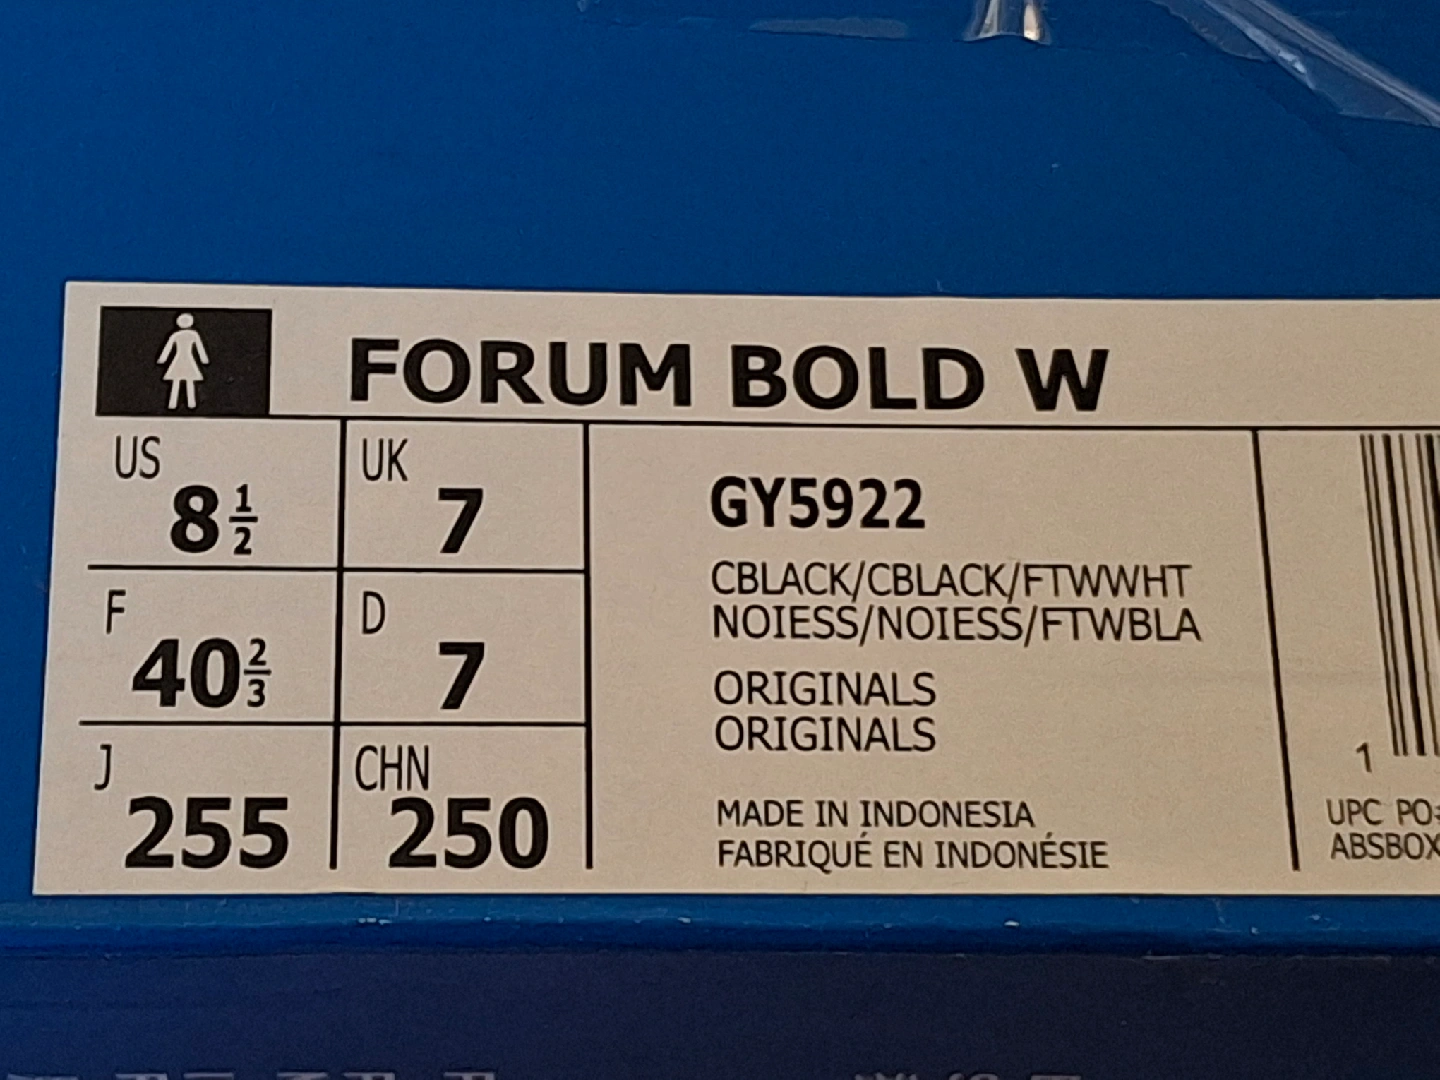 FORUM BOLD W
US 8 1/2
UK 7
F 40 2/3
D 7
J 255
CHN 250
GY5922
CBLACK/CBLACK/FTWWHT
NOIESS/NOIESS/FTWBLA
ORIGINALS
ORIGINALS
MADE IN INDONESIA
FABRIQUÉ EN INDONÉSIE
1
UPC PO
ABSBOX